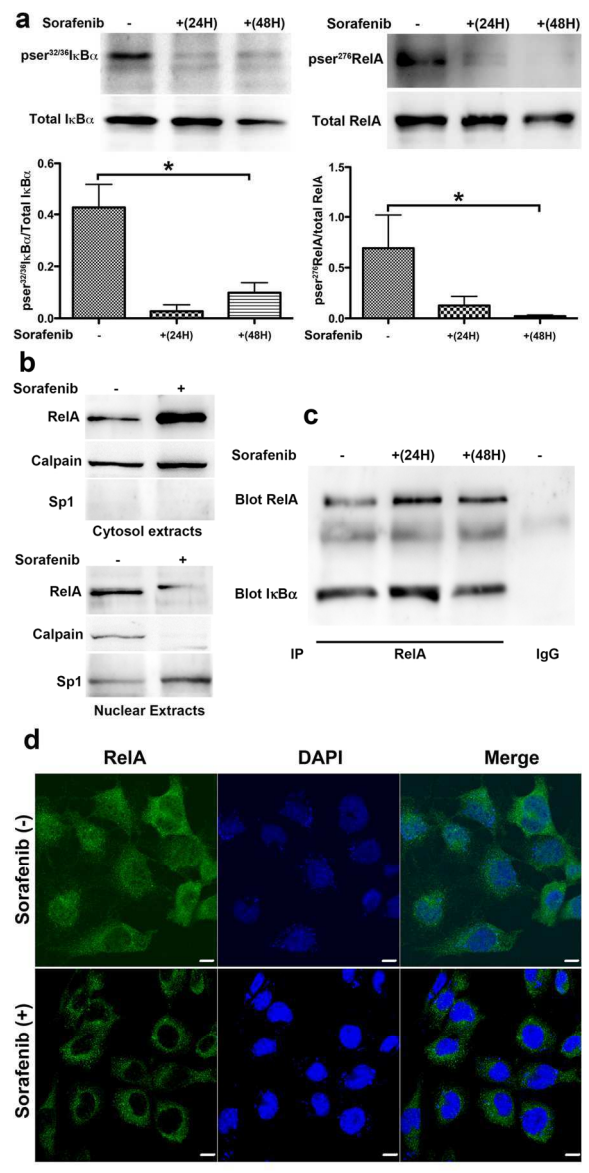 a
Sorafenib - +(24H) +(48H)
pser32/36IκBα
Total IκBα
pser32/36IκBα/Total IκBα
0.6
0.4
0.2
0.0
*
Sorafenib - +(24H) +(48H)
Sorafenib - +(24H) +(48H)
pser276RelA
Total RelA
pser276RelA/total RelA
1.5
1.0
0.5
0.0
*
Sorafenib - +(24H) +(48H)
b
Sorafenib - +
RelA
Calpain
Sp1
Cytosol extracts
Sorafenib - +
RelA
Calpain
Sp1
Nuclear Extracts
c
Sorafenib - +(24H) +(48H) -
Blot RelA
Blot IκBα
IP RelA IgG
d
RelA DAPI Merge
Sorafenib (-)
Sorafenib (+)